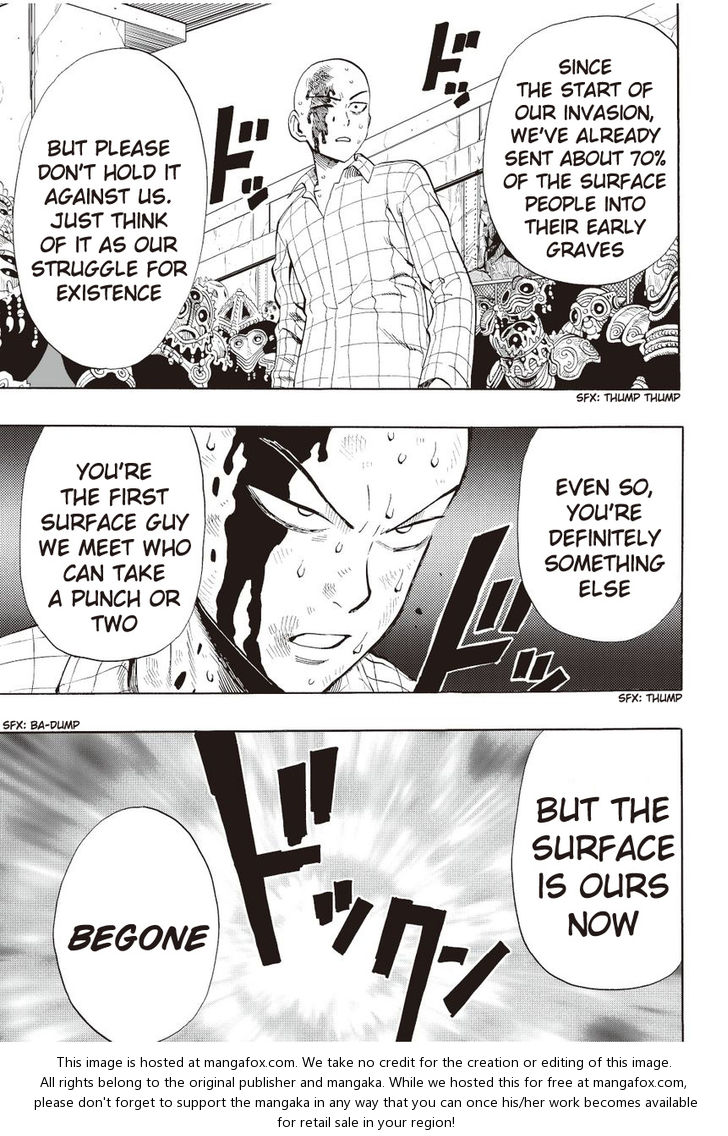 SINCE
THE START OF
OUR INVASION,
WE'VE ALREADY
SENT ABOUT 70%
OF THE SURFACE
PEOPLE INTO
THEIR EARLY
GRAVES
ドッ
ドッ
BUT PLEASE
DON'T HOLD IT
AGAINST US.
JUST THINK
OF IT AS OUR
STRUGGLE FOR
EXISTENCE
SFX: THUMP THUMP
EVEN SO,
YOU'RE
DEFINITELY
SOMETHING
ELSE
ドッ
YOU'RE
THE FIRST
SURFACE GUY
WE MEET WHO
CAN TAKE
A PUNCH OR
TWO
SFX: THUMP
SFX: BA-DUMP
BUT THE
SURFACE
IS OURS
NOW
ドックン
BEGONE
This image is hosted at mangafox.com. We take no credit for the creation or editing of this image.
All rights belong to the original publisher and mangaka. While we hosted this for free at mangafox.com,
please don't forget to support the mangaka in any way that you can once his/her work becomes available
for retail sale in your region!